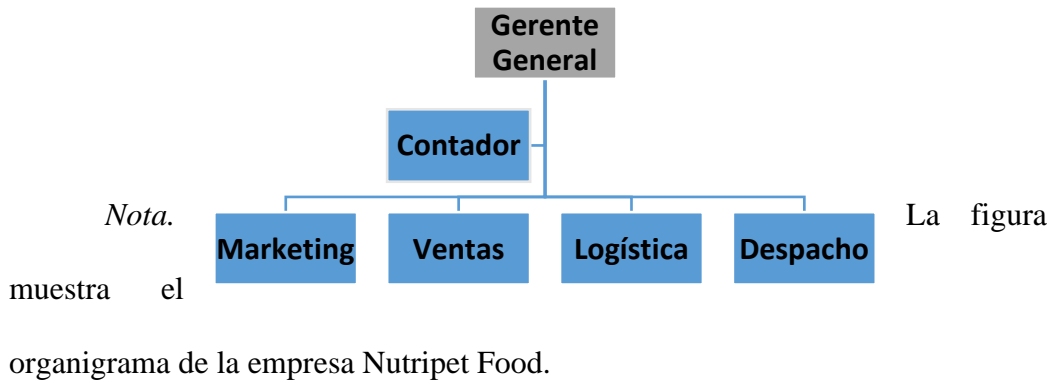 Gerente
General
Contador
Marketing
Ventas
Logística
Despacho
Nota. La figura
muestra el
organigrama de la empresa Nutripet Food.